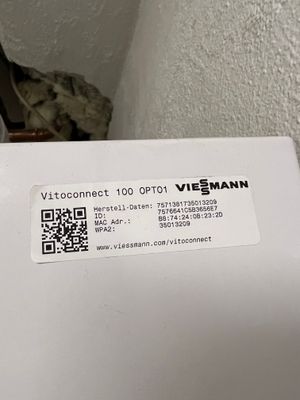 Vitoconnect 100 OPTO1 VIESSMANN
Herstell-Daten: 7571381735013209
ID: 7576641C5B3656E7
MAC Adr.: B8:74:24:0B:23:2D
WPA2: 35013209
www.viessmann.com/vitoconnect